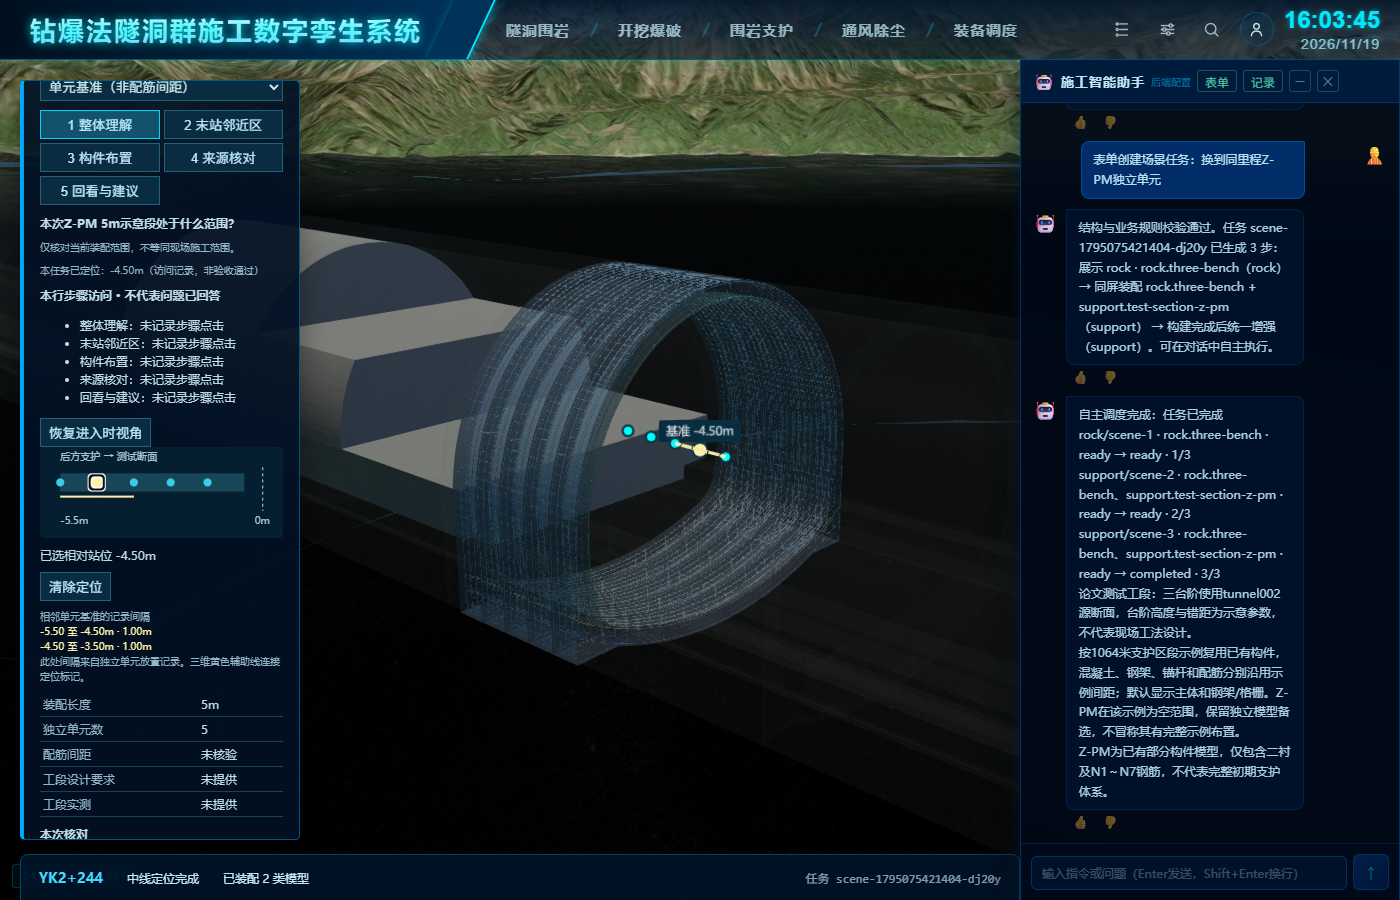 钻爆法隧洞群施工数字孪生系统
隧洞围岩 / 开挖爆破 / 围岩支护 / 通风除尘 / 装备调度
16:03:45
2026/11/19
单元基准（非配筋间距）
1 整体理解
2 末站邻近区
3 构件布置
4 来源核对
5 回看与建议
本次Z-PM 5m示意段处于什么范围?
仅核对当前装配范围，不等同现场施工范围。
本任务已定位：-4.50m（访问记录，非验收通过）
本行步骤访问 • 不代表问题已回答
• 整体理解：未记录步骤点击
• 末站邻近区：未记录步骤点击
• 构件布置：未记录步骤点击
• 来源核对：未记录步骤点击
• 回看与建议：未记录步骤点击
恢复进入时视角
后方支护 → 测试断面
-5.5m
0m
已选相对站位 -4.50m
清除定位
相邻单元基准的记录间隔
-5.50 至 -4.50m · 1.00m
-4.50 至 -3.50m · 1.00m
此处间隔来自独立单元放置记录。三维黄色辅助线连接
定位标记。
装配长度 5m
独立单元数 5
配筋间距 未核验
工段设计要求 未提供
工段实测 未提供
本次核对
基准 -4.50m
YK2+244 中线定位完成 已装配 2 类模型
任务 scene-1795075421404-dj20y
施工智能助手 后端配置 表单 记录
表单创建场景任务：换到同里程Z-
PM独立单元
结构与业务规则校验通过。任务 scene-
1795075421404-dj20y 已生成 3 步：
展示 rock · rock.three-bench（rock）
→ 同屏装配 rock.three-bench +
support.test-section-z-pm
（support） → 构建完成后统一增强
（support）。可在对话中自主执行。
自主调度完成：任务已完成
rock/scene-1 · rock.three-bench ·
ready → ready · 1/3
support/scene-2 · rock.three-
bench、support.test-section-z-pm ·
ready → ready · 2/3
support/scene-3 · rock.three-
bench、support.test-section-z-pm ·
ready → completed · 3/3
论文测试工段：三台阶使用tunnel002
源断面，台阶高度与错距为示意参数，
不代表现场工法设计。
按1064米支护区段示例复用已有构件，
混凝土、钢架、锚杆和配筋分别沿用示
例间距；默认显示主体和钢架/格栅。Z-
PM在该示例为空范围，保留独立模型备
选，不冒称其有完整示例布置。
Z-PM为已有部分构件模型，仅包含二衬
及N1～N7钢筋，不代表完整初期支护
体系。
输入指令或问题（Enter发送，Shift+Enter换行）